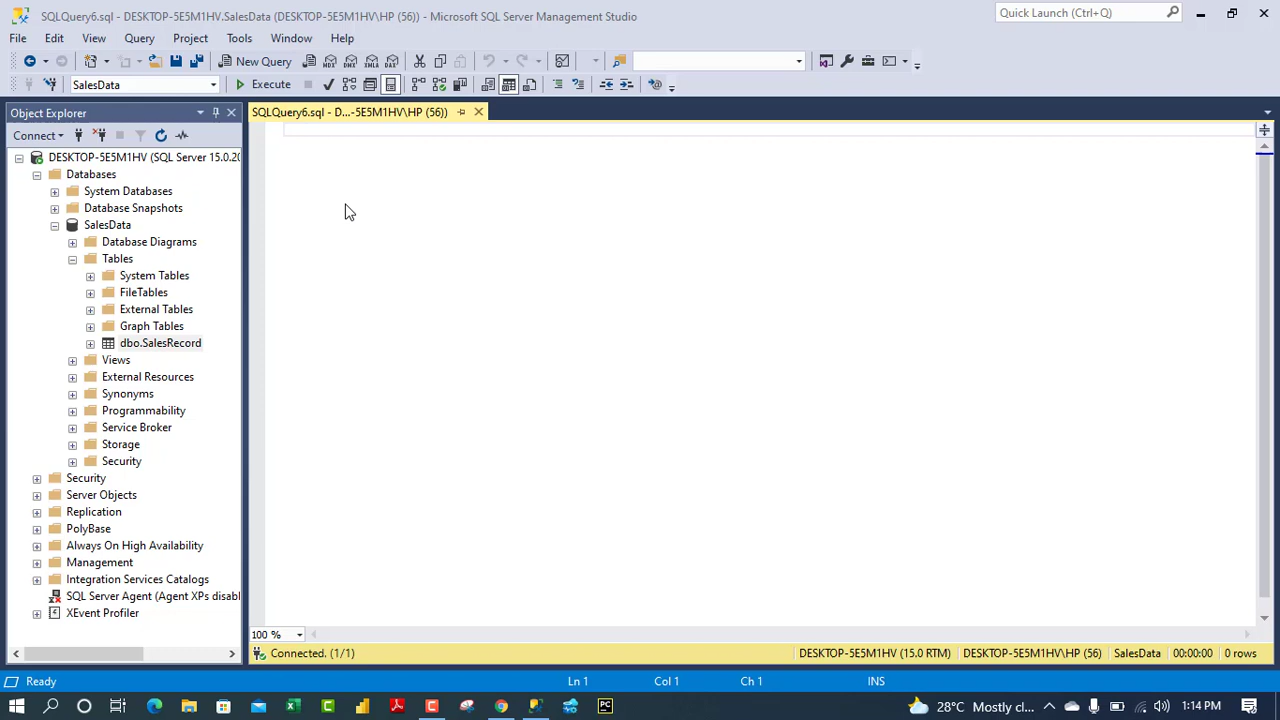 SQLQuery6.sql - DESKTOP-5E5M1HV.SalesData (DESKTOP-5E5M1HV\HP (56)) - Microsoft SQL Server Management Studio
Quick Launch (Ctrl+Q)
File Edit View Query Project Tools Window Help
New Query
MDX DMX XMLA DAX
SalesData
Execute
Object Explorer
SQLQuery6.sql - D...-5E5M1HV\HP (56))
Connect
DESKTOP-5E5M1HV (SQL Server 15.0.20
Databases
System Databases
Database Snapshots
SalesData
Database Diagrams
Tables
System Tables
FileTables
External Tables
Graph Tables
dbo.SalesRecord
Views
External Resources
Synonyms
Programmability
Service Broker
Storage
Security
Security
Server Objects
Replication
PolyBase
Always On High Availability
Management
Integration Services Catalogs
SQL Server Agent (Agent XPs disabl
XEvent Profiler
100 %
Connected. (1/1)
DESKTOP-5E5M1HV (15.0 RTM) DESKTOP-5E5M1HV\HP (56) SalesData 00:00:00 0 rows
Ready
Ln 1 Col 1 Ch 1 INS
PC
28°C Mostly cl...
1:14 PM